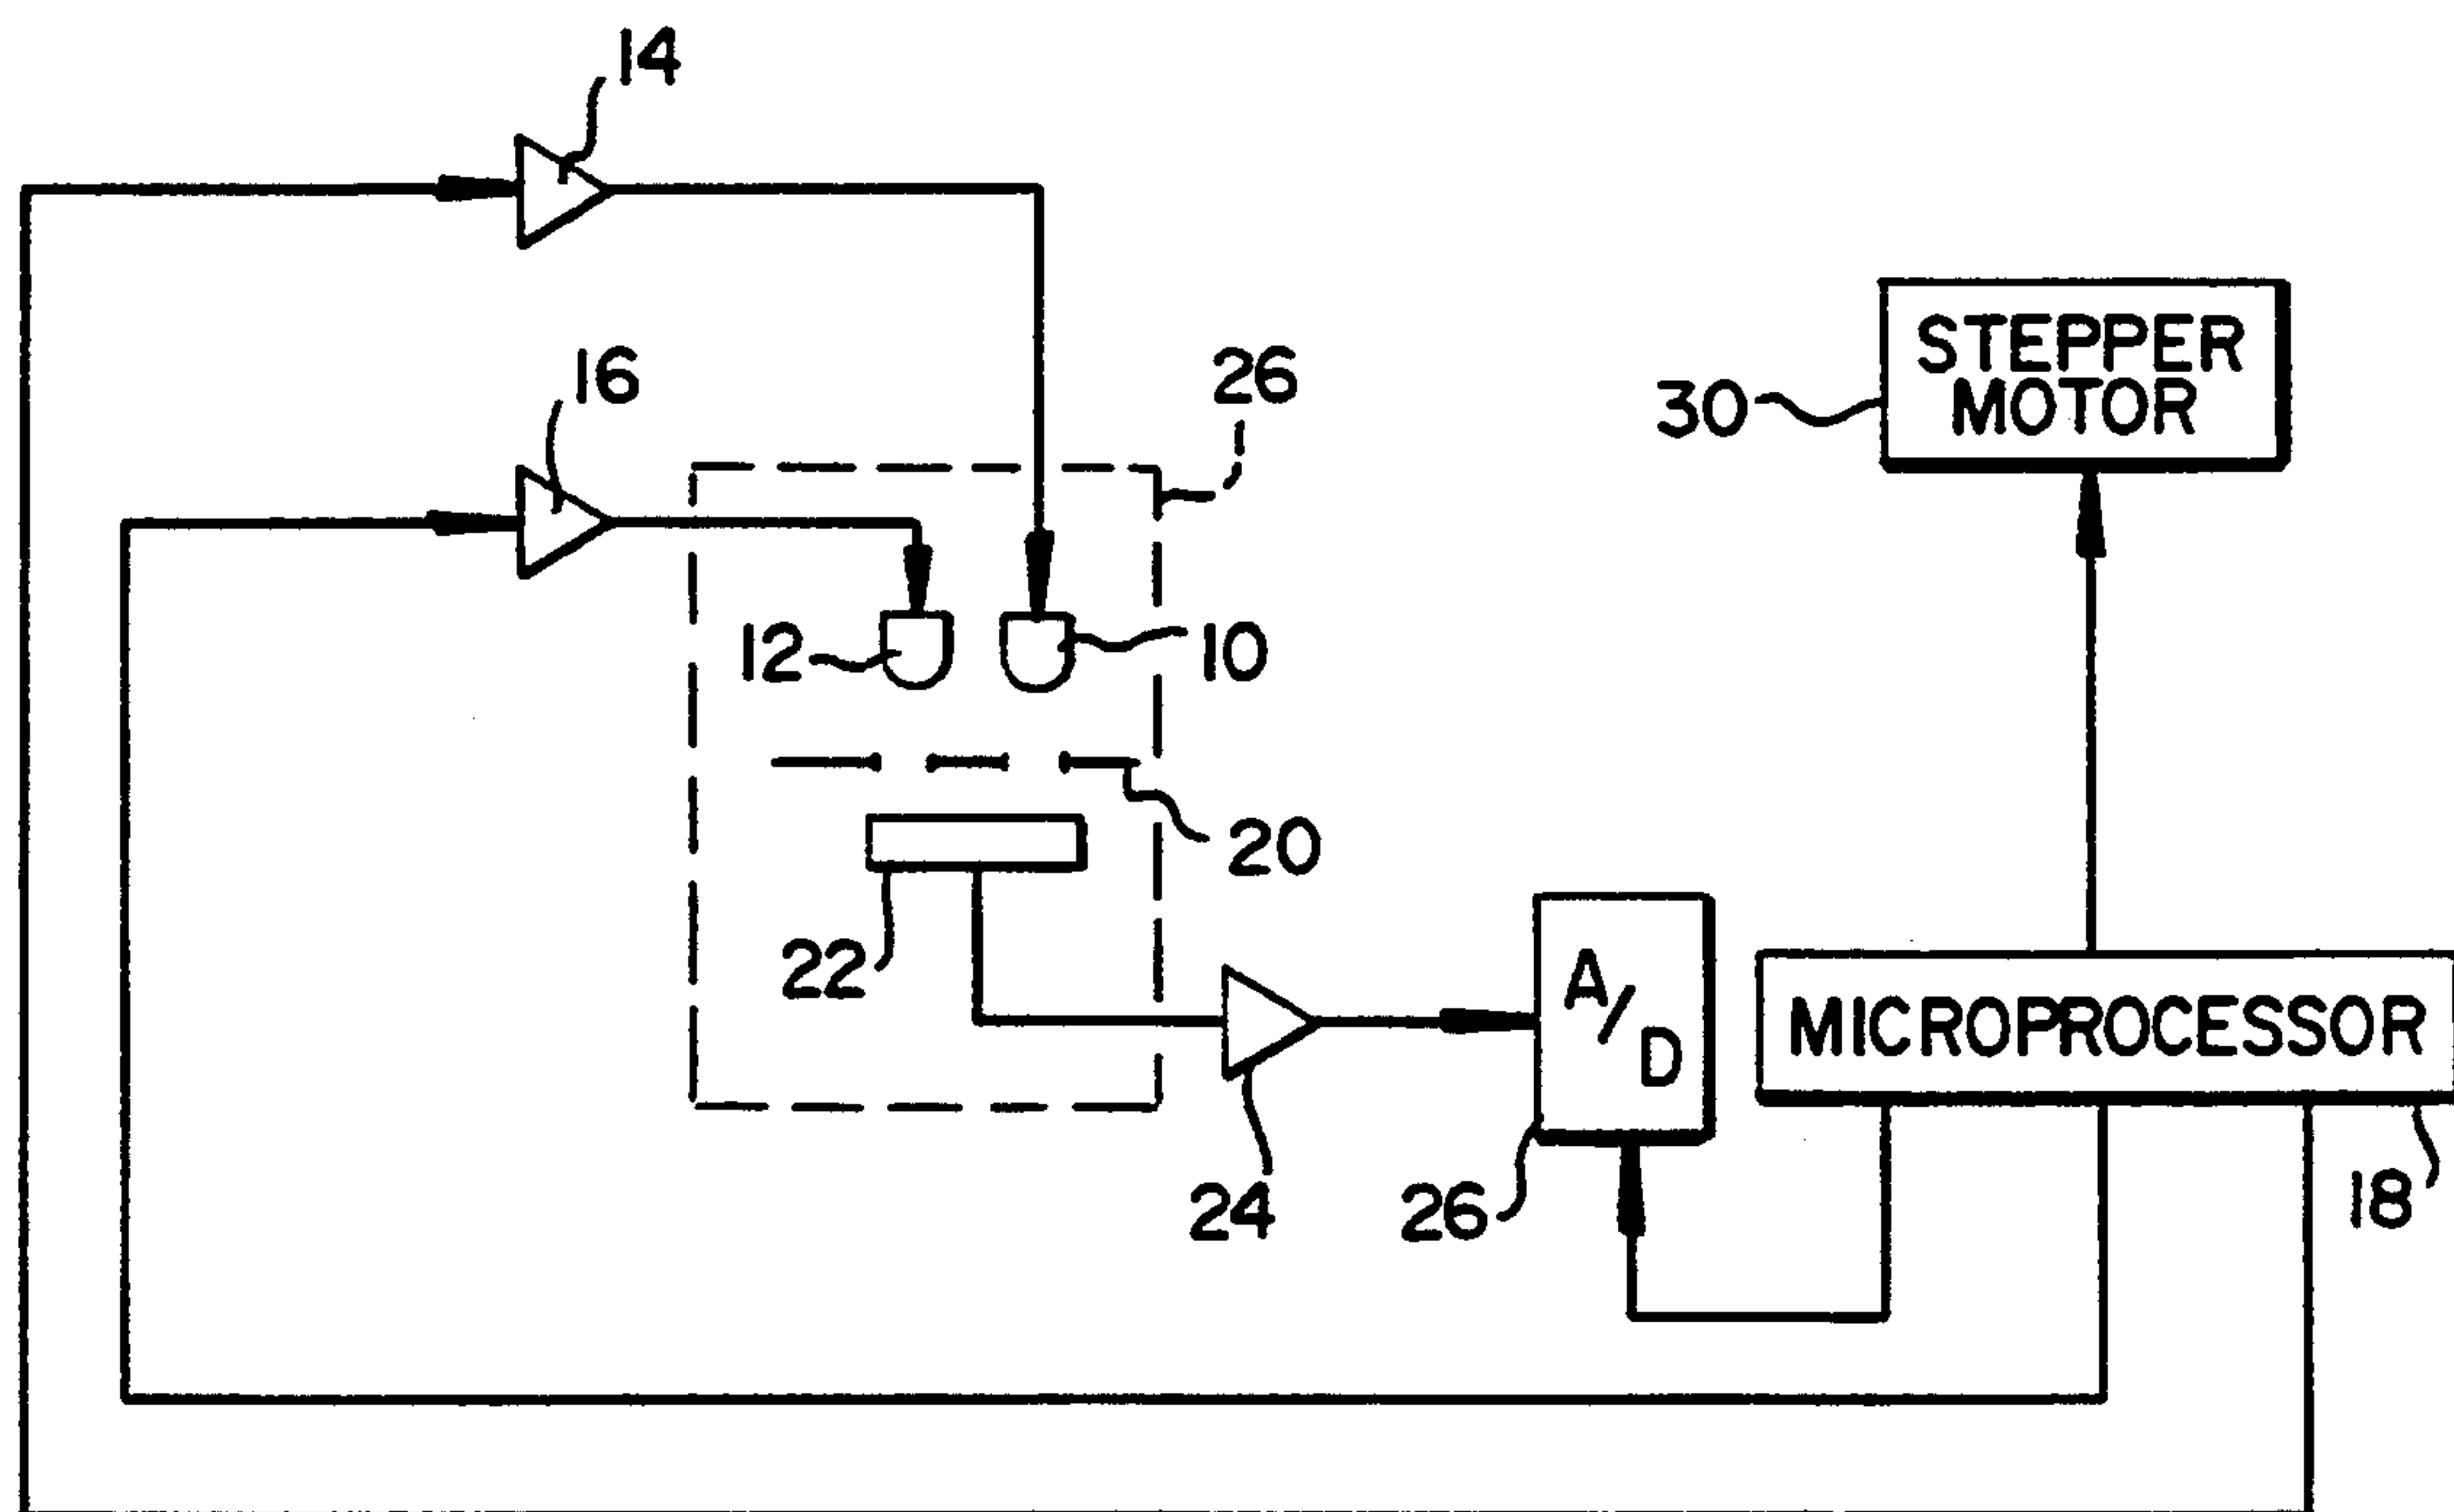 14
16
26
STEPPER
MOTOR
30
12
10
20
22
A/D
MICROPROCESSOR
24
26
18